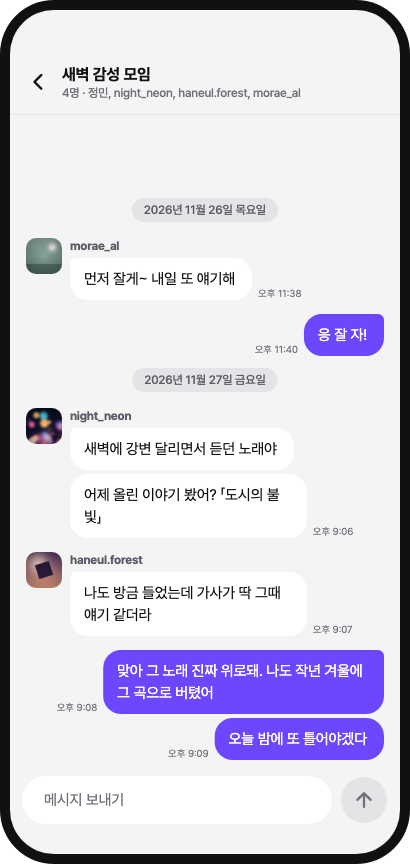 새벽 감성 모임
4명 · 정민, night_neon, haneul.forest, morae_al
2026년 11월 26일 목요일
morae_al
먼저 잘게~ 내일 또 얘기해
오후 11:38
응 잘 자!
오후 11:40
2026년 11월 27일 금요일
night_neon
새벽에 강변 달리면서 듣던 노래야
어제 올린 이야기 봤어? 「도시의 불
빛」
오후 9:06
haneul.forest
나도 방금 들었는데 가사가 딱 그때
얘기 같더라
오후 9:07
맞아 그 노래 진짜 위로돼. 나도 작년 겨울에
그 곡으로 버텼어
오후 9:08
오늘 밤에 또 틀어야겠다
오후 9:09
메시지 보내기